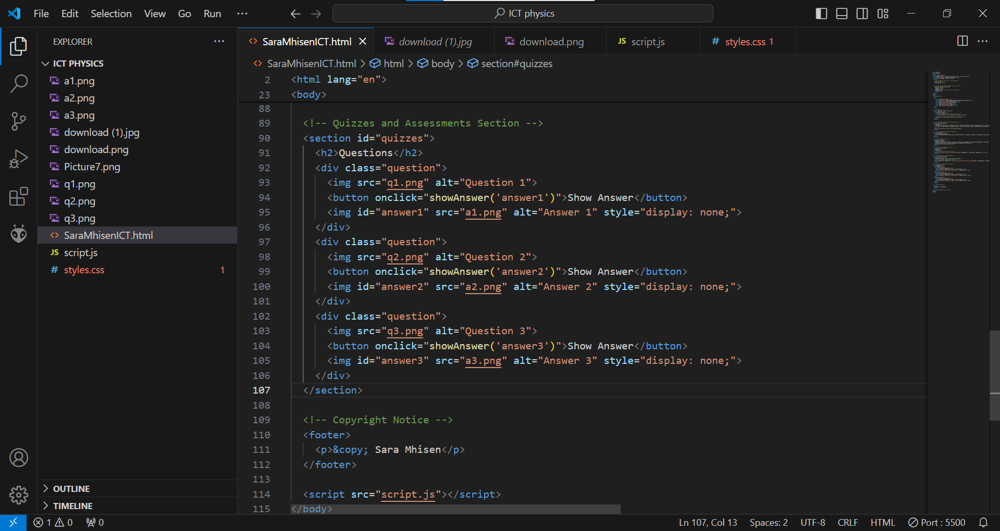 File Edit Selection View Go Run
ICT physics
EXPLORER
ICT PHYSICS
a1.png
a2.png
a3.png
download (1).jpg
download.png
Picture7.png
q1.png
q2.png
q3.png
SaraMhisenICT.html
JS script.js
# styles.css 1
OUTLINE
TIMELINE
SaraMhisenICT.html download (1).jpg download.png JS script.js # styles.css 1
SaraMhisenICT.html > html > body > section#quizzes
2 <html lang="en">
23 <body>
88
89 <!-- Quizzes and Assessments Section -->
90 <section id="quizzes">
91 <h2>Questions</h2>
92 <div class="question">
93 <img src="q1.png" alt="Question 1">
94 <button onclick="showAnswer('answer1')">Show Answer</button>
95 <img id="answer1" src="a1.png" alt="Answer 1" style="display: none;">
96 </div>
97 <div class="question">
98 <img src="q2.png" alt="Question 2">
99 <button onclick="showAnswer('answer2')">Show Answer</button>
100 <img id="answer2" src="a2.png" alt="Answer 2" style="display: none;">
101 </div>
102 <div class="question">
103 <img src="q3.png" alt="Question 3">
104 <button onclick="showAnswer('answer3')">Show Answer</button>
105 <img id="answer3" src="a3.png" alt="Answer 3" style="display: none;">
106 </div>
107 </section>
108
109 <!-- Copyright Notice -->
110 <footer>
111 <p>&copy; Sara Mhisen</p>
112 </footer>
113
114 <script src="script.js"></script>
115 </body>
1 0 0 Ln 107, Col 13 Spaces: 2 UTF-8 CRLF HTML Port : 5500